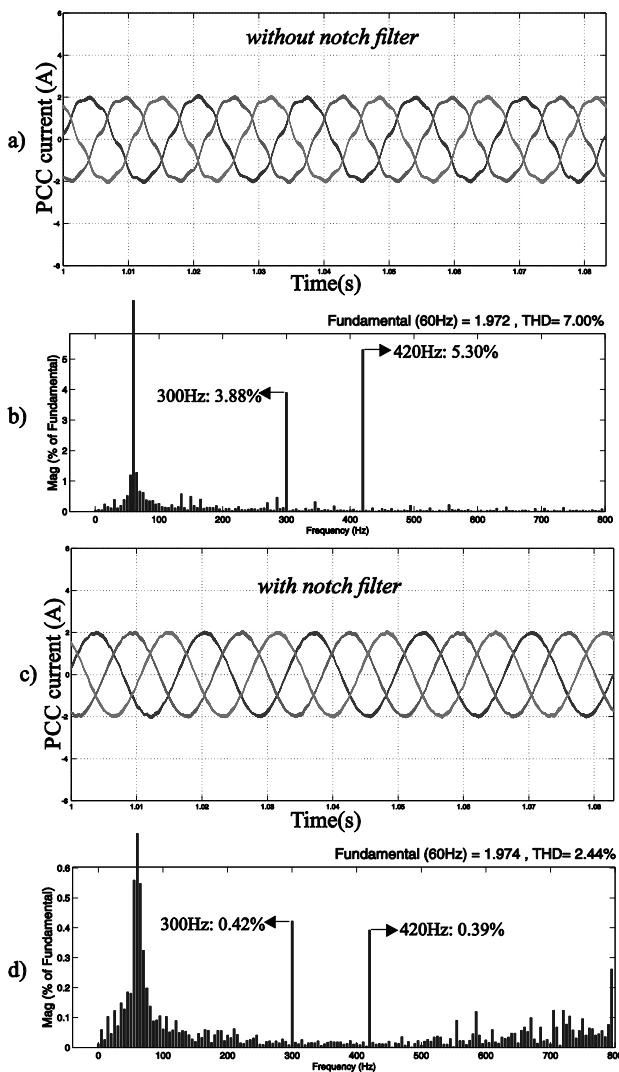 6
without notch filter
4
2
0
-2
-4
-6
PCC current (A)
a)
1 1.01 1.02 1.03 1.04 1.05 1.06 1.07 1.08
Time(s)
Fundamental (60Hz) = 1.972 , THD= 7.00%
420Hz: 5.30%
300Hz: 3.88%
5
4
3
2
1
0
Mag (% of Fundamental)
b)
0 100 200 300 400 500 600 700 800
Frequency (Hz)
6
with notch filter
4
2
0
-2
-4
-6
PCC current (A)
c)
1 1.01 1.02 1.03 1.04 1.05 1.06 1.07 1.08
Time(s)
Fundamental (60Hz) = 1.974 , THD= 2.44%
300Hz: 0.42%
420Hz: 0.39%
0.6
0.5
0.4
0.3
0.2
0.1
0
Mag (% of Fundamental)
d)
0 100 200 300 400 500 600 700 800
Frequency (Hz)